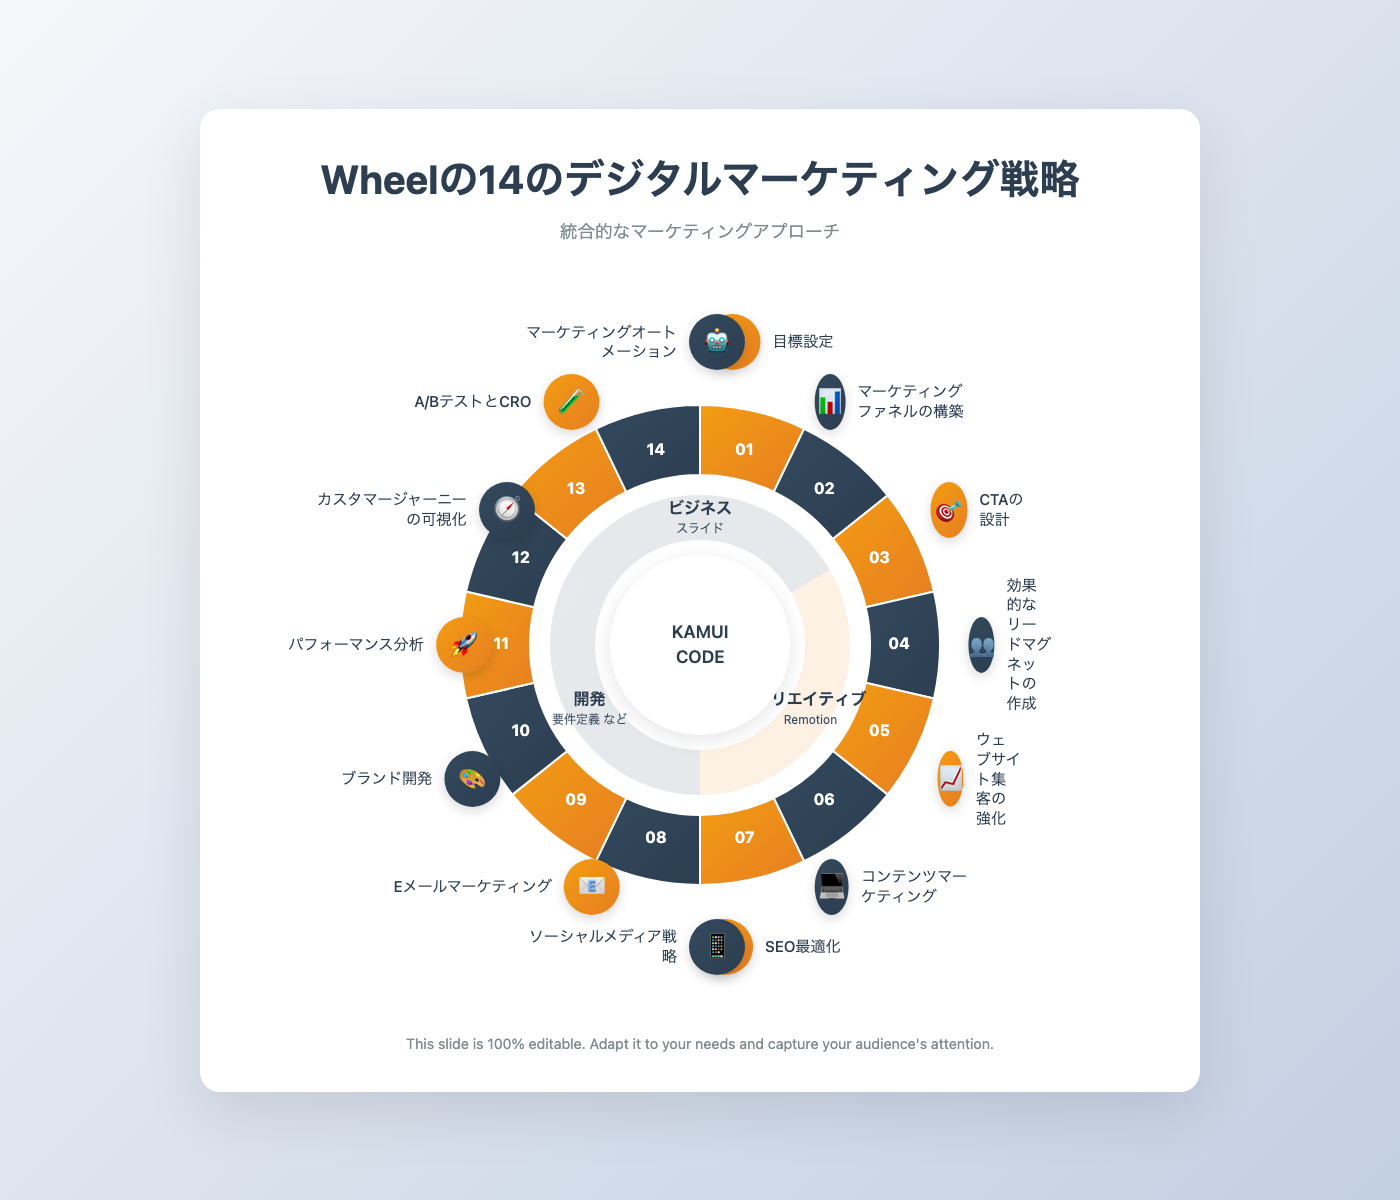 Wheelの14のデジタルマーケティング戦略
統合的なマーケティングアプローチ
マーケティングオート
メーション
目標設定
A/BテストとCRO
マーケティング
ファネルの構築
カスタマージャーニー
の可視化
CTAの
設計
パフォーマンス分析
効果
的な
リー
ドマグ
ネッ
トの
作成
ブランド開発
ウェ
ブサイ
ト集
客の
強化
Eメールマーケティング
コンテンツマー
ケティング
ソーシャルメディア戦
略
SEO最適化
01
02
03
04
05
06
07
08
09
10
11
12
13
14
ビジネス
スライド
KAMUI
CODE
開発
要件定義 など
リエイティブ
Remotion
This slide is 100% editable. Adapt it to your needs and capture your audience's attention.